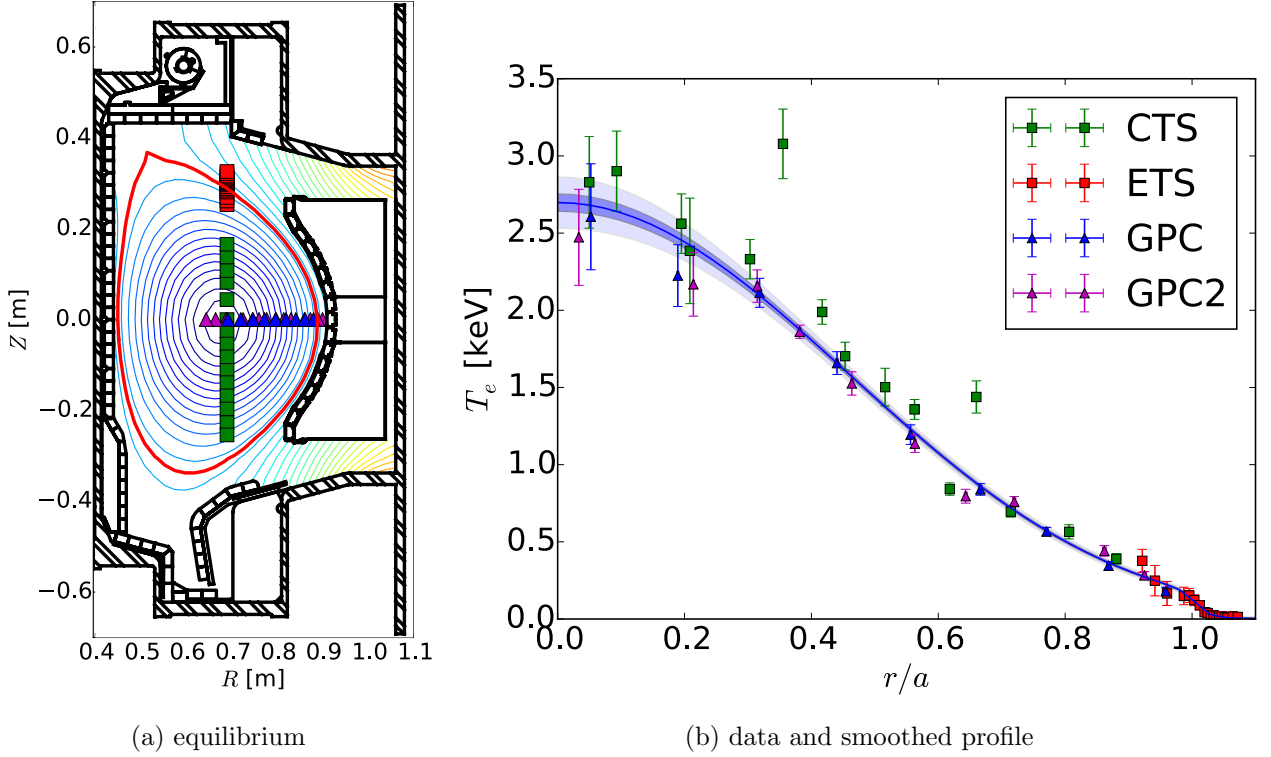 0.6
0.4
0.2
0.0
−0.2
−0.4
−0.6
Z [m]
0.4 0.5 0.6 0.7 0.8 0.9 1.0 1.1
R [m]
(a) equilibrium
3.5
3.0
2.5
2.0
1.5
1.0
0.5
0.0
T_e [keV]
0.0 0.2 0.4 0.6 0.8 1.0
r/a
CTS
ETS
GPC
GPC2
(b) data and smoothed profile